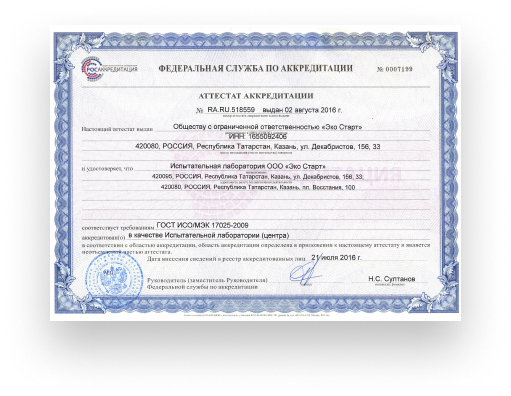 РОСАККРЕДИТАЦИЯ
ФЕДЕРАЛЬНАЯ СЛУЖБА ПО АККРЕДИТАЦИИ
№ 0007199
АТТЕСТАТ АККРЕДИТАЦИИ
№ RA.RU.518559 выдан 02 августа 2016 г.
Настоящий аттестат выдан Обществу с ограниченной ответственностью «Эко Старт»
ИНН. 1655092406
420080, РОССИЯ, Республика Татарстан, Казань, ул. Декабристов, 156, 33
и удостоверяет, что Испытательная лаборатория ООО «Эко Старт»
420095, РОССИЯ, Республика Татарстан, Казань, ул. Декабристов, 156, 33;
420080, РОССИЯ, Республика Татарстан, Казань, пл. Восстания, 100
соответствует требованиям ГОСТ ИСО/МЭК 17025-2009
аккредитован(о) в качестве Испытательной лаборатории (центра)
в соответствии с областью аккредитации, область аккредитации определена в приложении к настоящему аттестату и является
неотъемлемой частью аттестата.
Дата внесения сведений в реестр аккредитованных лиц 21 июля 2016 г.
Руководитель (заместитель Руководителя)
Федеральной службы по аккредитации
Н.С. Султанов